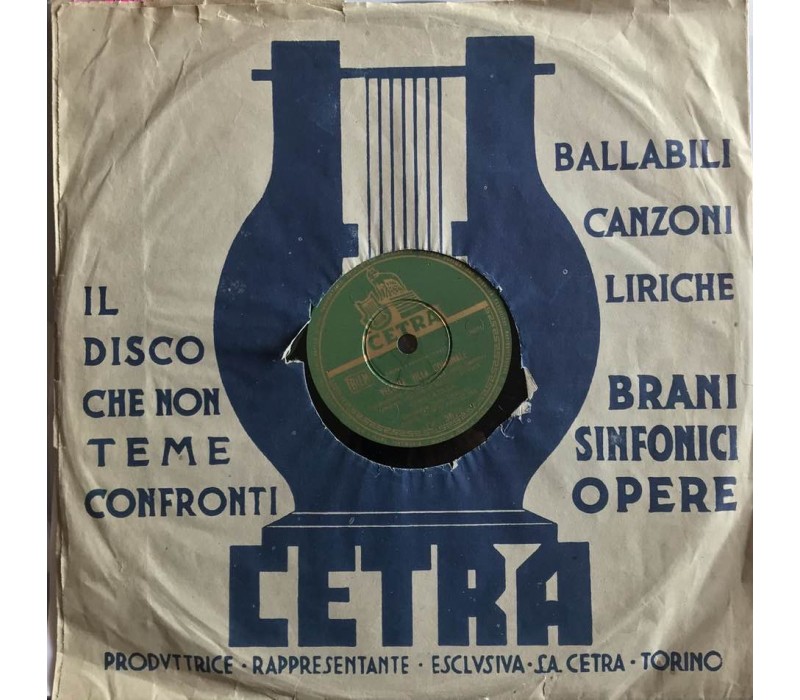 BALLABILI
CANZONI
LIRICHE
BRANI
SINFONICI
OPERE
IL
DISCO
CHE NON
TEME
CONFRONTI
CETRA
CETRA
PRODVTTRICE · RAPPRESENTANTE · ESCLVSIVA · S.A. CETRA · TORINO